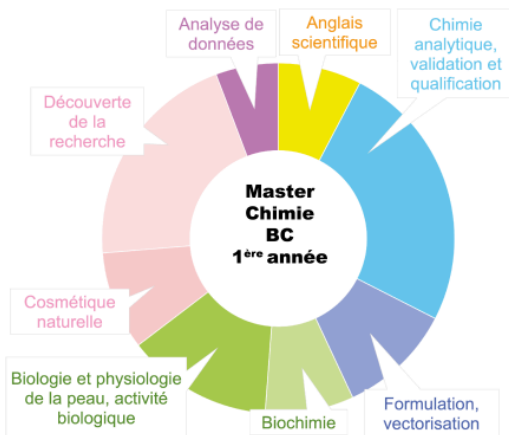 Analyse de
données
Anglais
scientifique
Chimie
analytique,
validation et
qualification
Découverte
de la
recherche
Master
Chimie
BC
1ère année
Cosmétique
naturelle
Biologie et physiologie
de la peau, activité
biologique
Biochimie
Formulation,
vectorisation